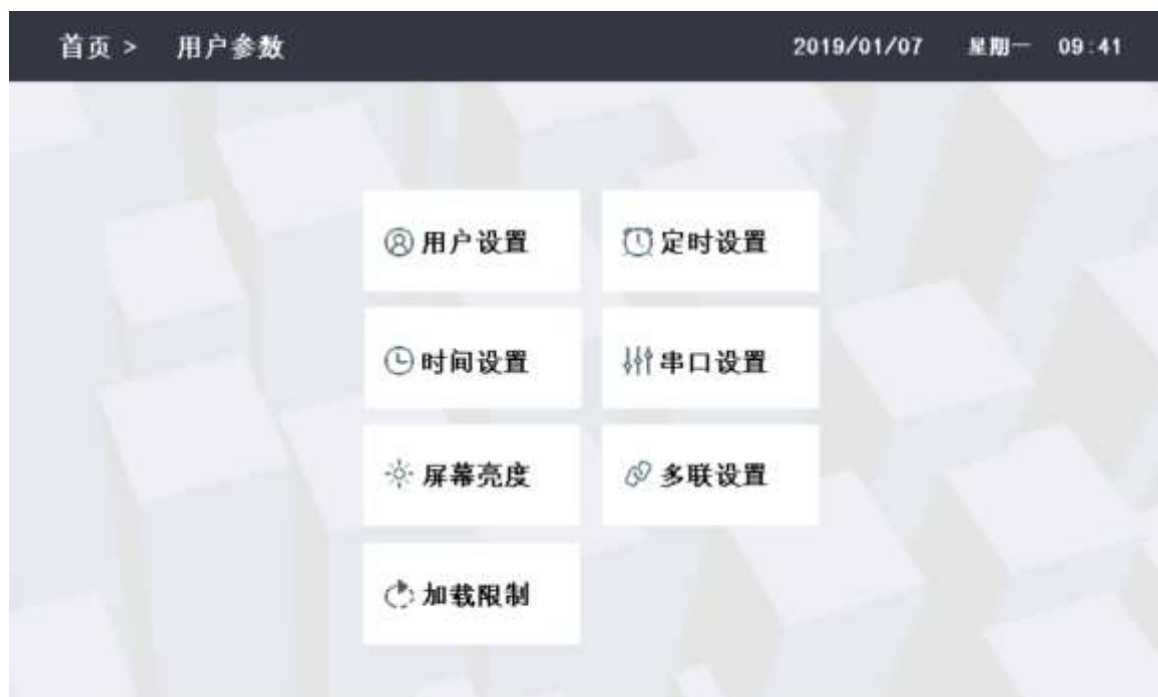 首页 > 用户参数 2019/01/07 星期一 09:41
用户设置 定时设置
时间设置 串口设置
屏幕亮度 多联设置
加载限制